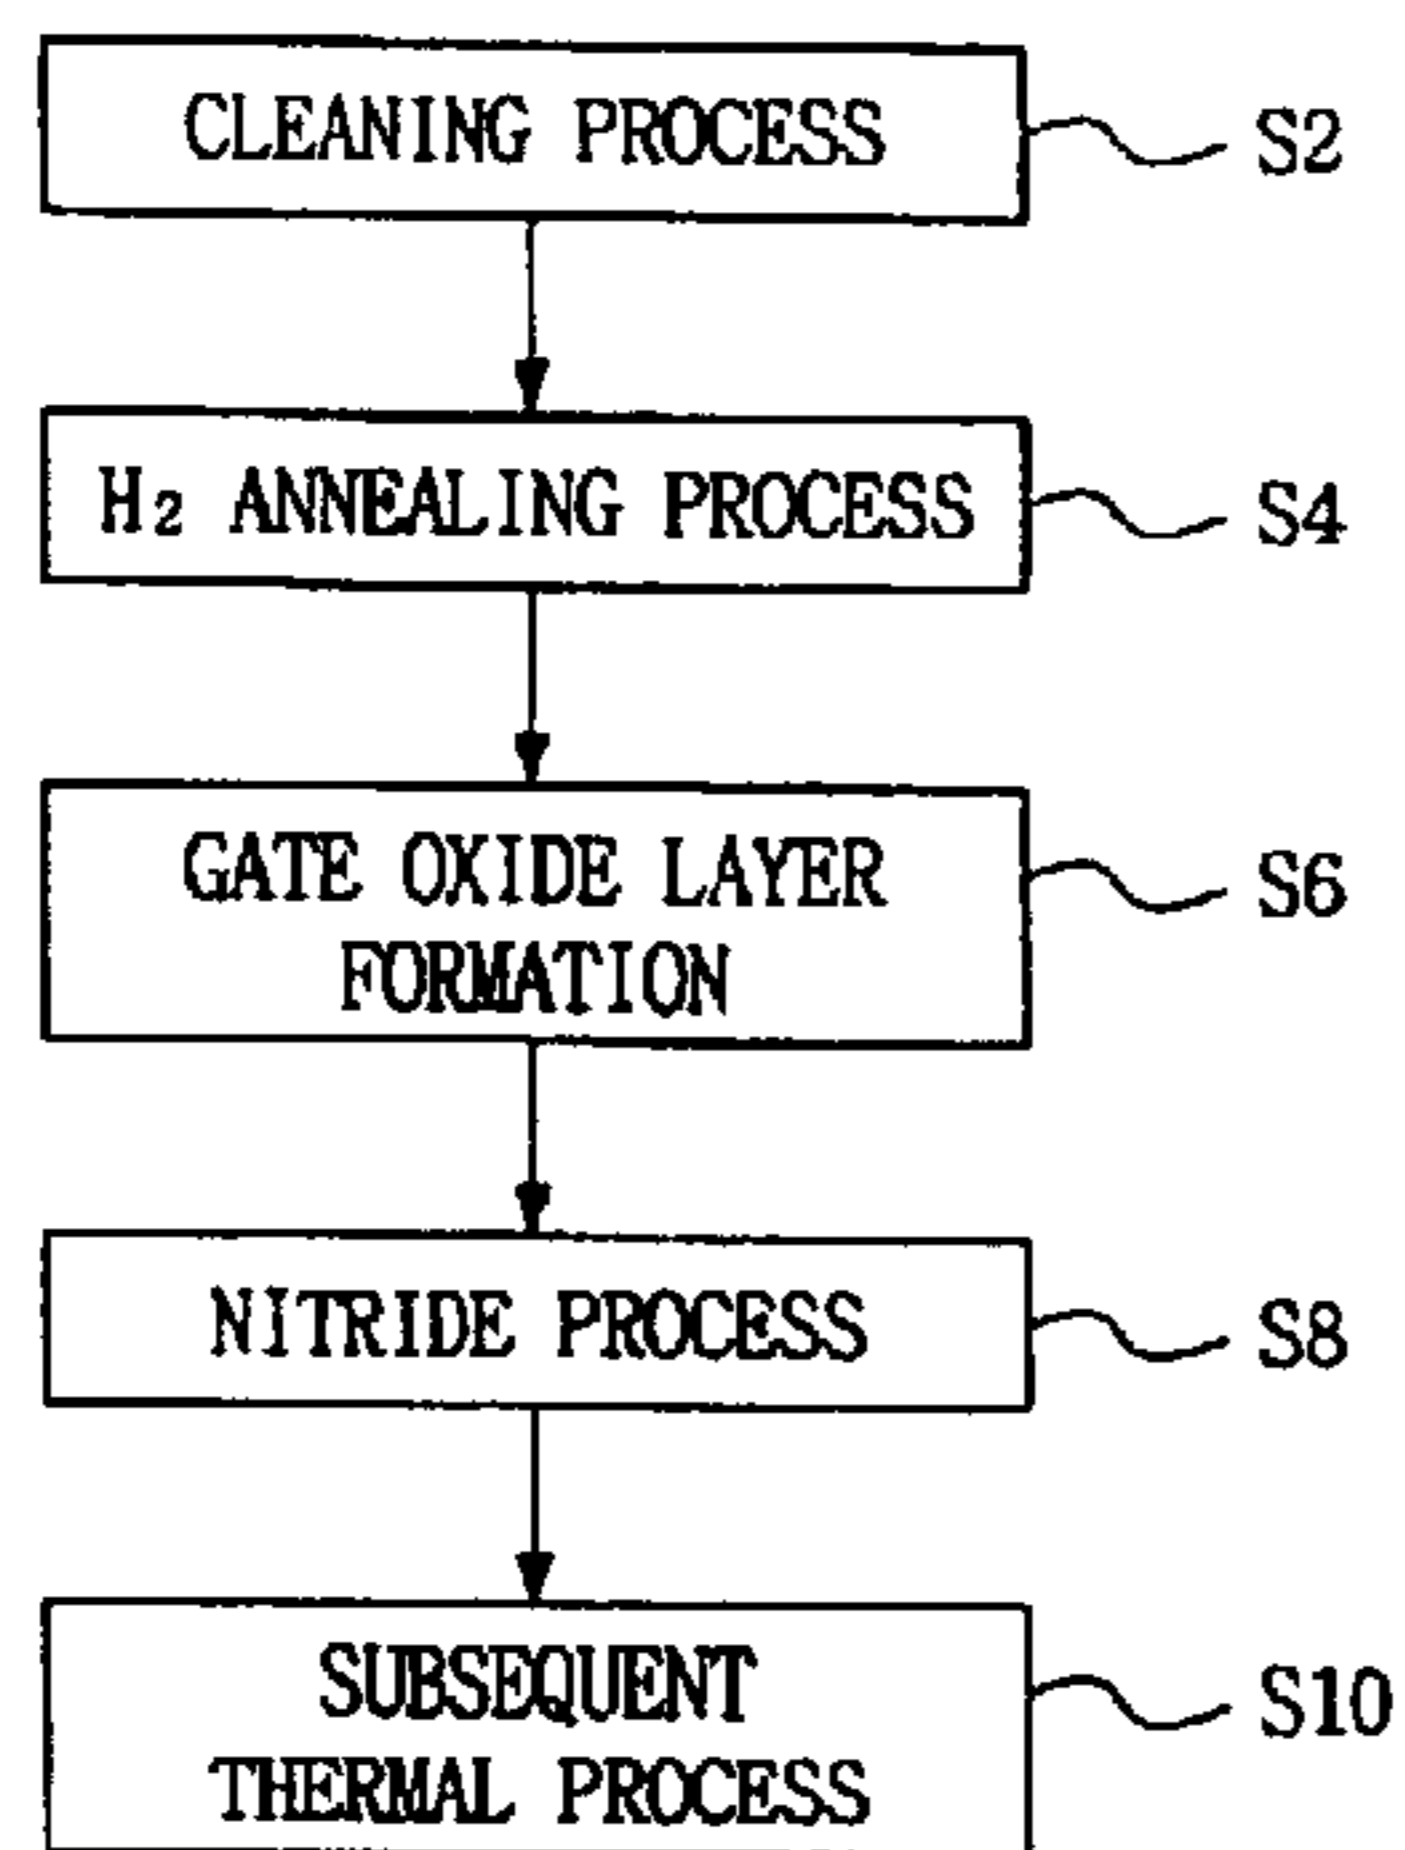 CLEANING PROCESS
S2
H₂ ANNEALING PROCESS
S4
GATE OXIDE LAYER
FORMATION
S6
NITRIDE PROCESS
S8
SUBSEQUENT
THERMAL PROCESS
S10